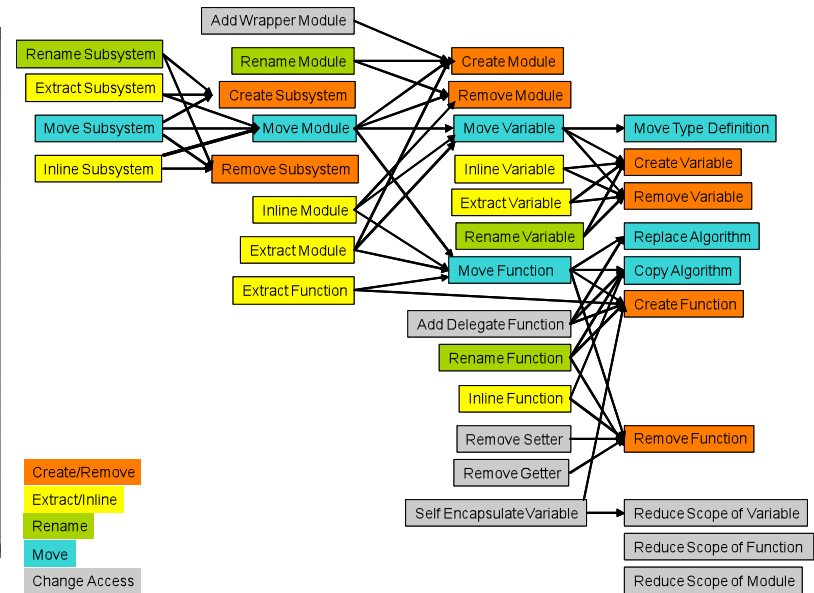 Add Wrapper Module
Rename Subsystem
Rename Module
Create Module
Extract Subsystem
Create Subsystem
Remove Module
Move Subsystem
Move Module
Move Variable
Move Type Definition
Inline Subsystem
Remove Subsystem
Inline Variable
Create Variable
Inline Module
Extract Variable
Remove Variable
Extract Module
Rename Variable
Replace Algorithm
Extract Function
Move Function
Copy Algorithm
Create Function
Add Delegate Function
Rename Function
Inline Function
Remove Setter
Remove Function
Remove Getter
Self Encapsulate Variable
Reduce Scope of Variable
Reduce Scope of Function
Reduce Scope of Module
Create/Remove
Extract/Inline
Rename
Move
Change Access